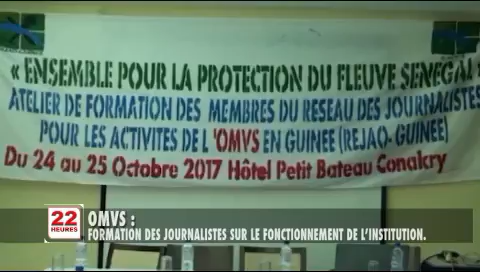 « ENSEMBLE POUR LA PROTECTION DU FLEUVE SENEGAL »
ATELIER DE FORMATION DES MEMBRES DU RESEAU DES JOURNALISTES
POUR LES ACTIVITES DE L 'OMVS EN GUINEE (REJAO-GUINEE)
Du 24 au 25 Octobre 2017 Hôtel Petit Bateau Conakry
22
HEURES
OMVS :
FORMATION DES JOURNALISTES SUR LE FONCTIONNEMENT DE L'INSTITUTION.